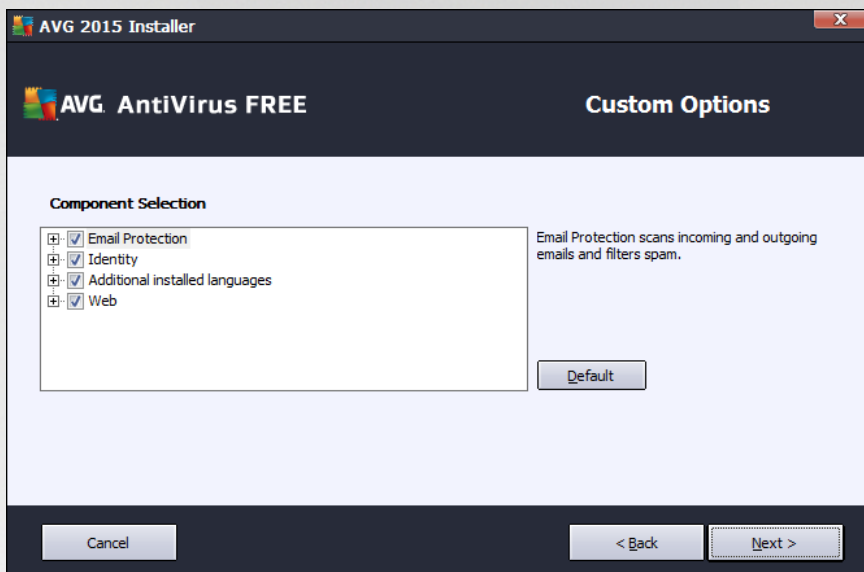 AVG 2015 Installer
AVG AntiVirus FREE
Custom Options
Component Selection
Email Protection
Identity
Additional installed languages
Web
Email Protection scans incoming and outgoing
emails and filters spam.
Default
Cancel
< Back
Next >